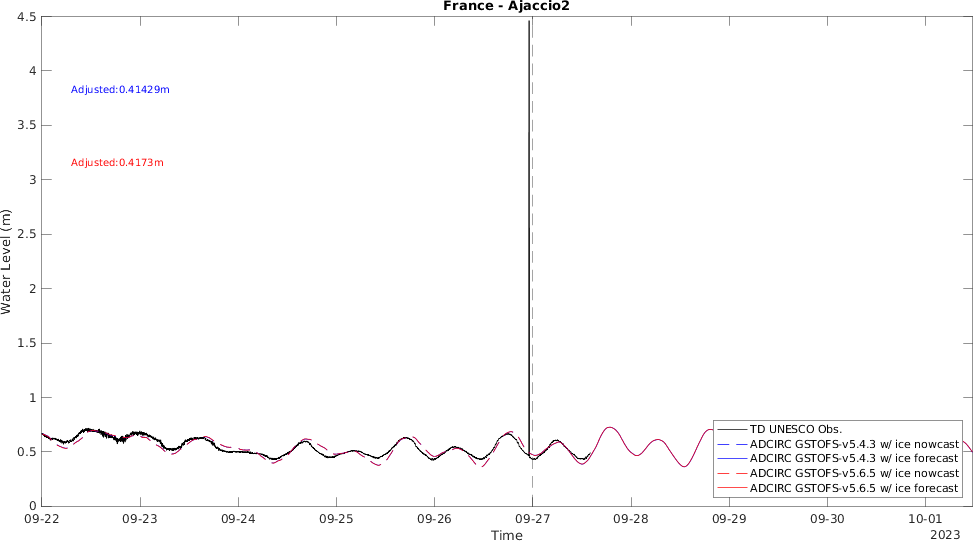 France - Ajaccio2
4.5
4
3.5
3
2.5
2
1.5
1
0.5
0
Water Level (m)
Adjusted:0.41429m
Adjusted:0.4173m
TD UNESCO Obs.
ADCIRC GSTOFS-v5.4.3 w/ ice nowcast
ADCIRC GSTOFS-v5.4.3 w/ ice forecast
ADCIRC GSTOFS-v5.6.5 w/ ice nowcast
ADCIRC GSTOFS-v5.6.5 w/ ice forecast
09-22 09-23 09-24 09-25 09-26 09-27 09-28 09-29 09-30 10-01
Time
2023